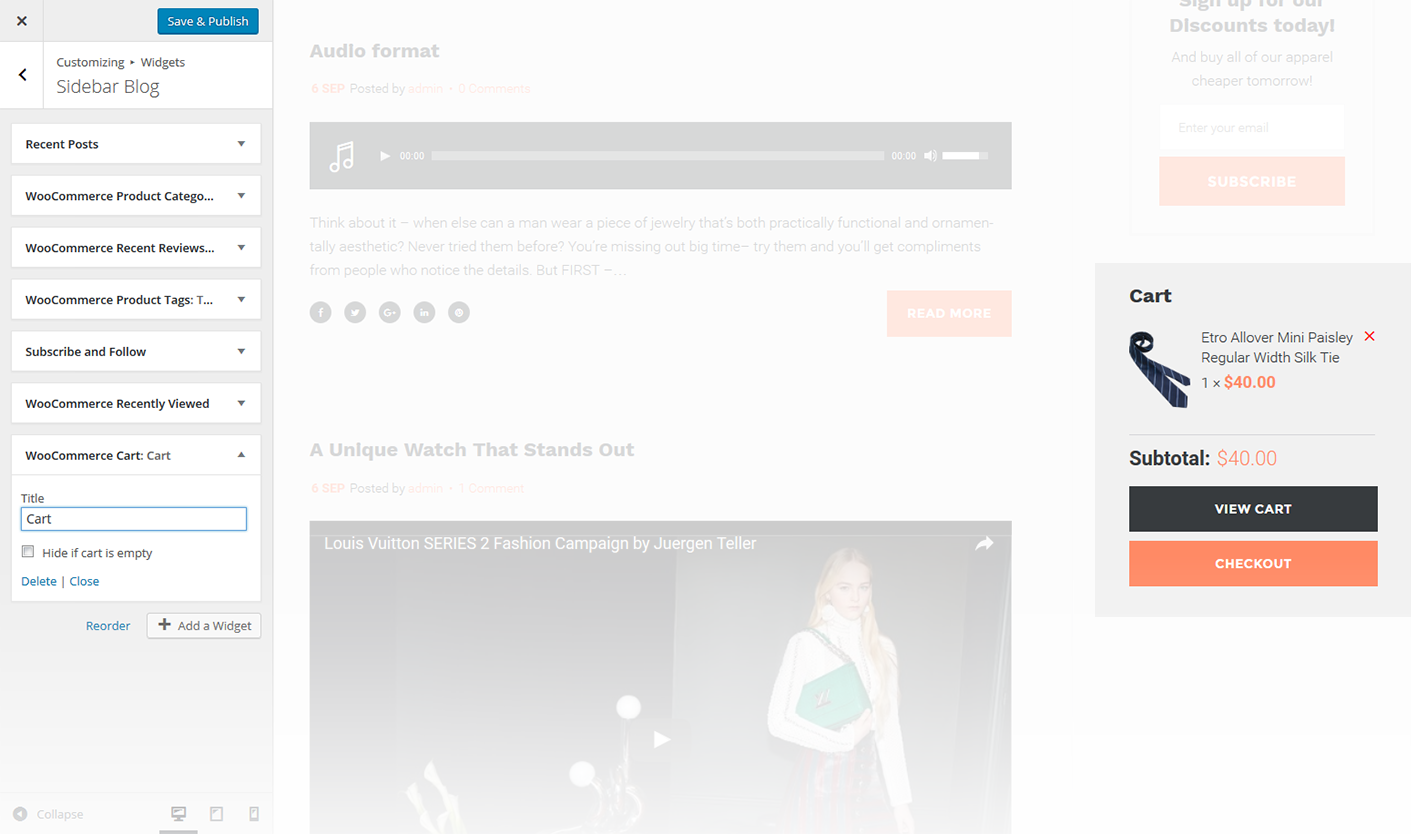 Save & Publish
Customizing ▸ Widgets
Sidebar Blog
Recent Posts
WooCommerce Product Catego...
WooCommerce Recent Reviews...
WooCommerce Product Tags: T...
Subscribe and Follow
WooCommerce Recently Viewed
WooCommerce Cart: Cart
Title
Cart
Hide if cart is empty
Delete | Close
Reorder
Add a Widget
Collapse
Audio format
6 SEP Posted by admin • 0 Comments
00:00
00:00
Think about it – when else can a man wear a piece of jewelry that's both practically functional and ornamen-
tally aesthetic? Never tried them before? You're missing out big time– try them and you'll get compliments
from people who notice the details. But FIRST –…
READ MORE
A Unique Watch That Stands Out
6 SEP Posted by admin • 1 Comment
Louis Vuitton SERIES 2 Fashion Campaign by Juergen Teller
Sign up for our
Discounts today!
And buy all of our apparel
cheaper tomorrow!
Enter your email
SUBSCRIBE
Cart
Etro Allover Mini Paisley
Regular Width Silk Tie
1 × $40.00
Subtotal: $40.00
VIEW CART
CHECKOUT